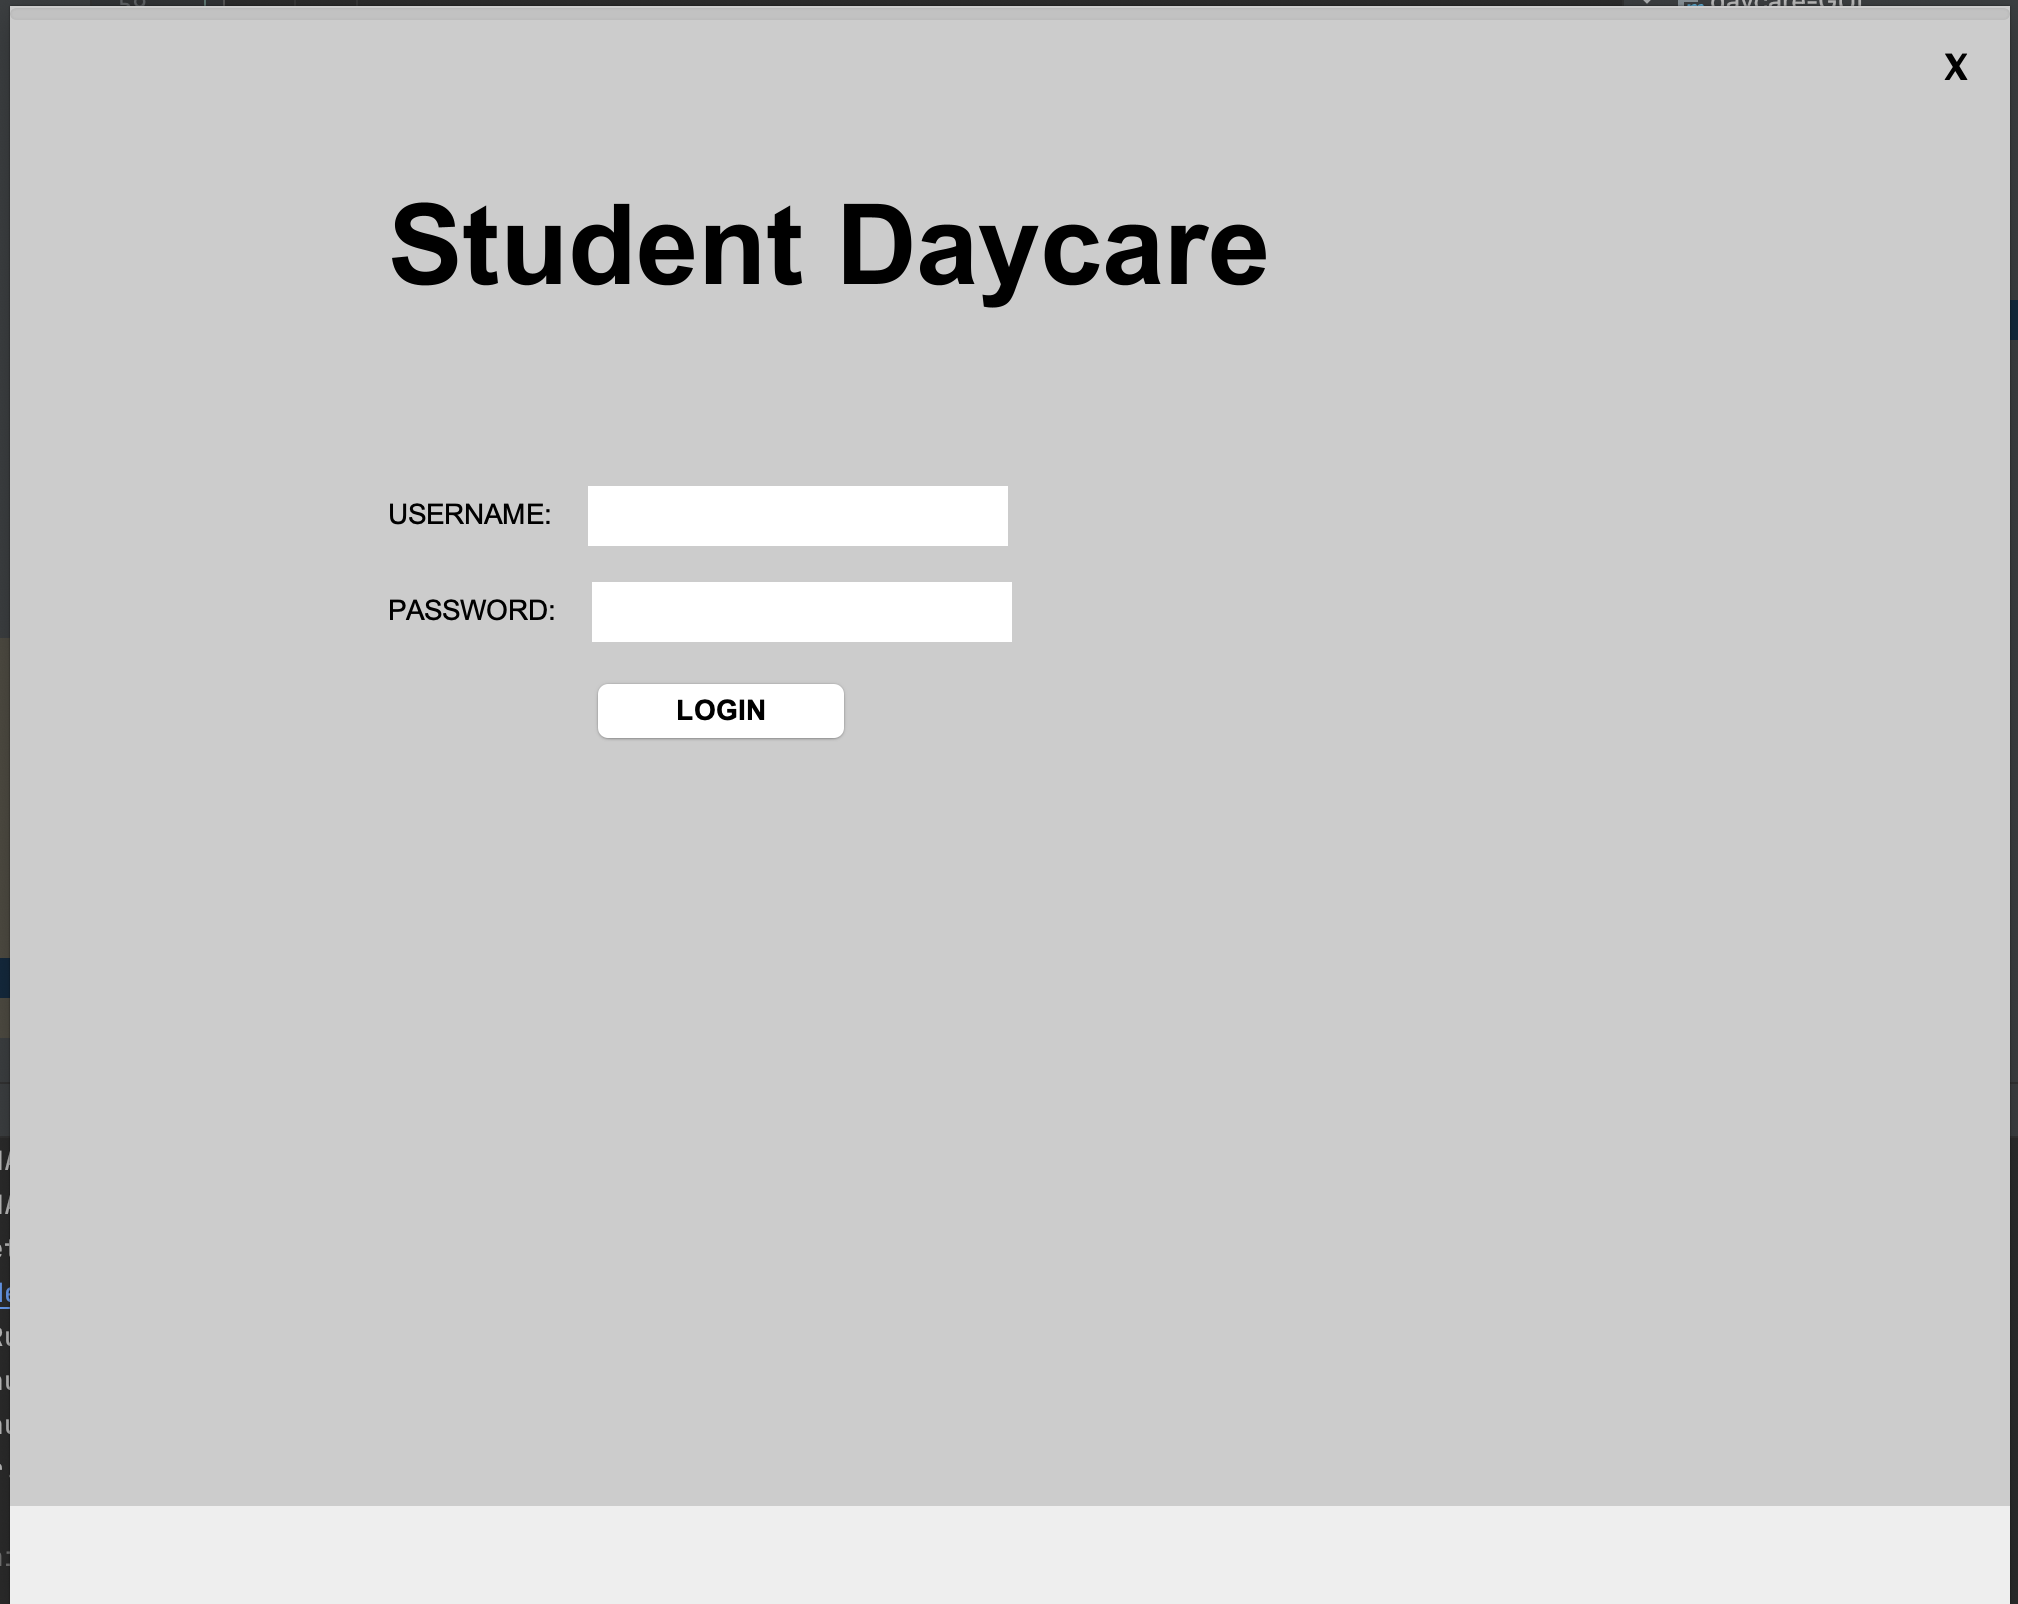 X
Student Daycare
USERNAME:
PASSWORD:
LOGIN